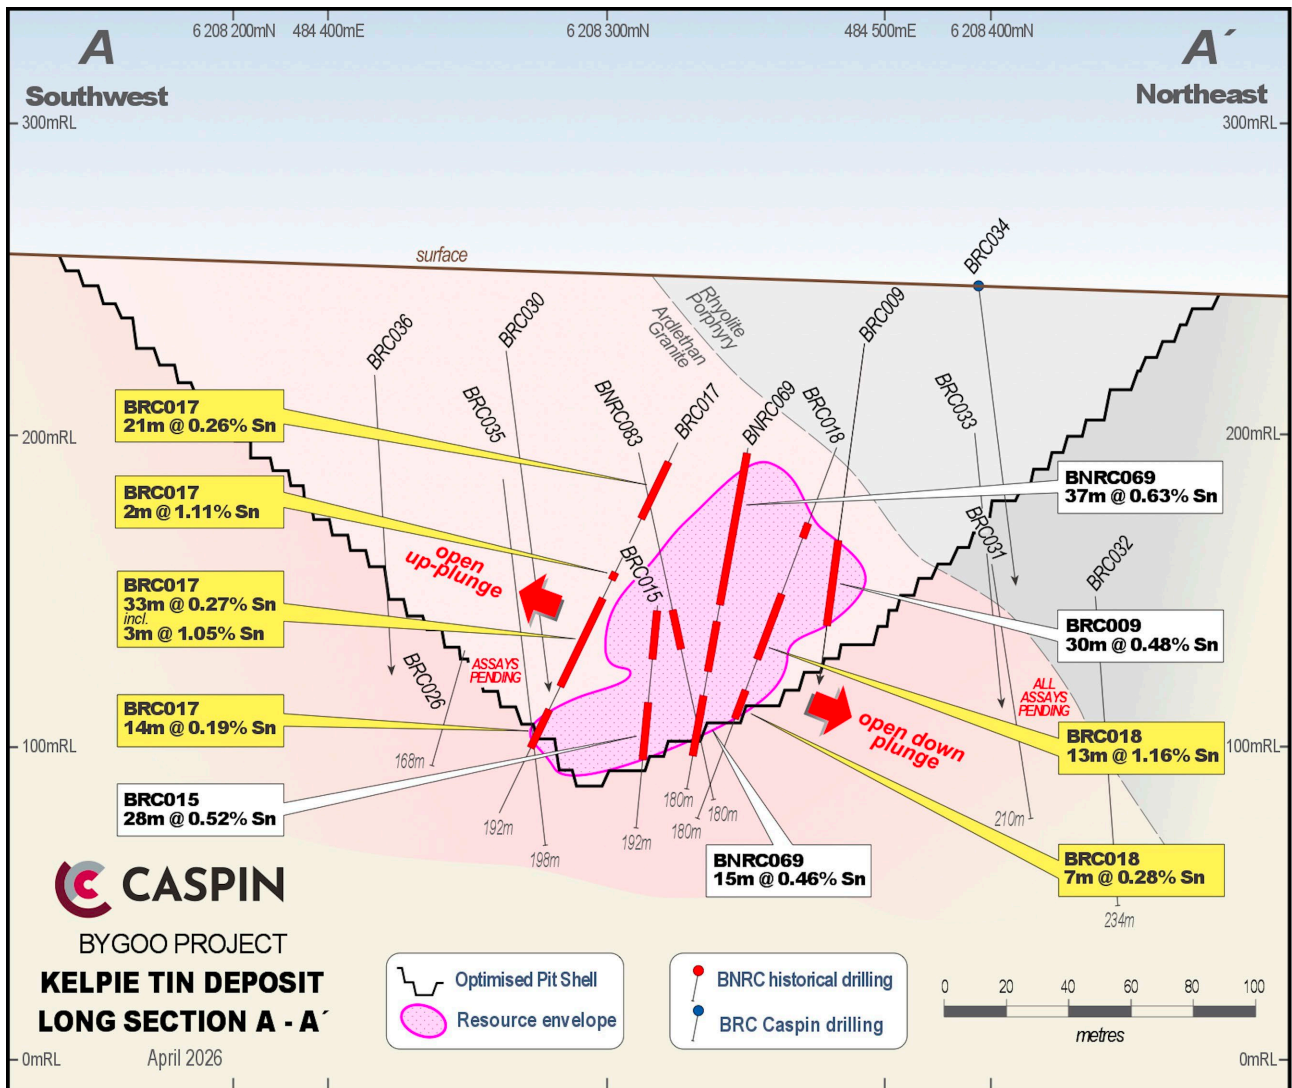 6 208 200mN
484 400mE
6 208 300mN
484 500mE
6 208 400mN
A
A´
Southwest
Northeast
300mRL
300mRL
surface
BRC034
Rhyolite
Porphyry
Ardlethan
Granite
BRC036
BRC030
BRC009
BRC035
BNRC083
BRC017
BNRC069
BRC018
BRC033
200mRL
200mRL
BRC017
21m @ 0.26% Sn
BRC017
2m @ 1.11% Sn
BRC017
33m @ 0.27% Sn
incl.
3m @ 1.05% Sn
BRC017
14m @ 0.19% Sn
BRC015
28m @ 0.52% Sn
BNRC069
37m @ 0.63% Sn
BRC009
30m @ 0.48% Sn
BRC018
13m @ 1.16% Sn
BRC018
7m @ 0.28% Sn
BNRC069
15m @ 0.46% Sn
open
up-plunge
BRC015
BRC031
BRC032
BRC026
ASSAYS
PENDING
ALL
ASSAYS
PENDING
open down
plunge
100mRL
100mRL
168m
192m
198m
192m
180m
180m
180m
210m
234m
CASPIN
BYGOO PROJECT
KELPIE TIN DEPOSIT
LONG SECTION A - A´
April 2026
Optimised Pit Shell
Resource envelope
BNRC historical drilling
BRC Caspin drilling
0 20 40 60 80 100
metres
0mRL
0mRL